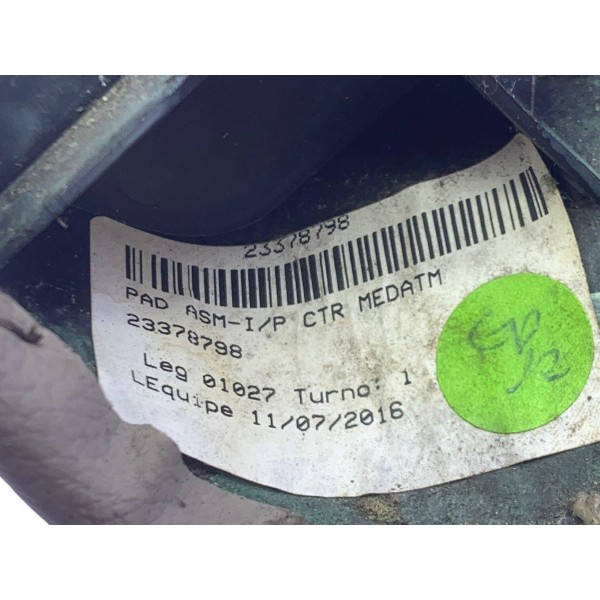 23378798
PAD ASM-I/P CTR MEDATM
23378798
Leg 01027 Turno: 1
LEquipe 11/07/2016